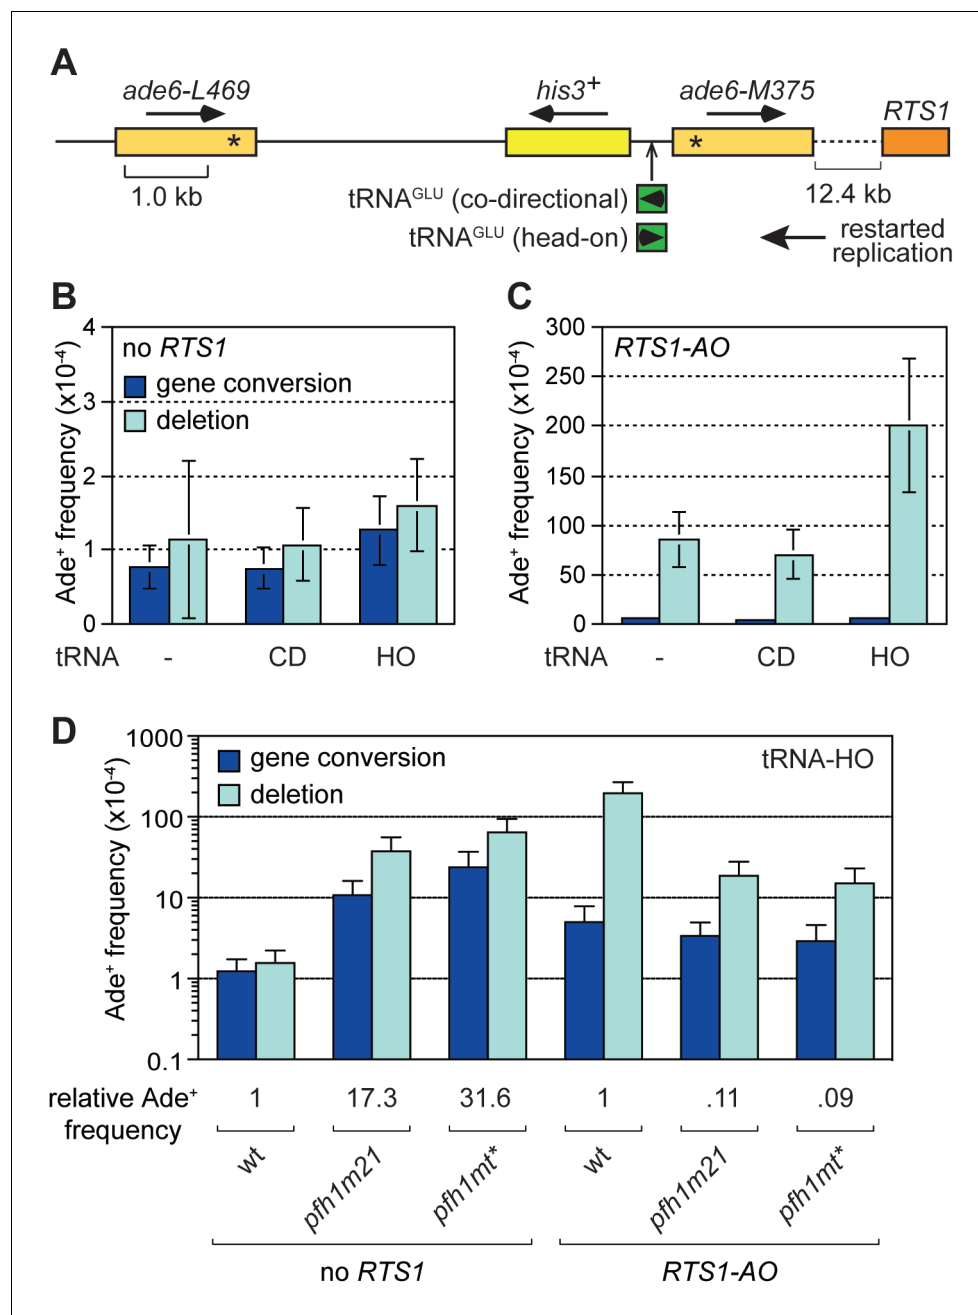 A
ade6-L469
his3+
ade6-M375
RTS1
*
*
1.0 kb
12.4 kb
tRNAGLU (co-directional)
tRNAGLU (head-on)
restarted
replication
B
Ade+ frequency (x10-4)
4
3
2
1
0
no RTS1
gene conversion
deletion
tRNA - CD HO
C
Ade+ frequency (x10-4)
300
250
200
150
100
50
0
RTS1-AO
tRNA - CD HO
D
Ade+ frequency (x10-4)
1000
100
10
1
0.1
gene conversion
deletion
tRNA-HO
relative Ade+
frequency
1 17.3 31.6 1 .11 .09
wt pfh1m21 pfh1mt* wt pfh1m21 pfh1mt*
no RTS1 RTS1-AO